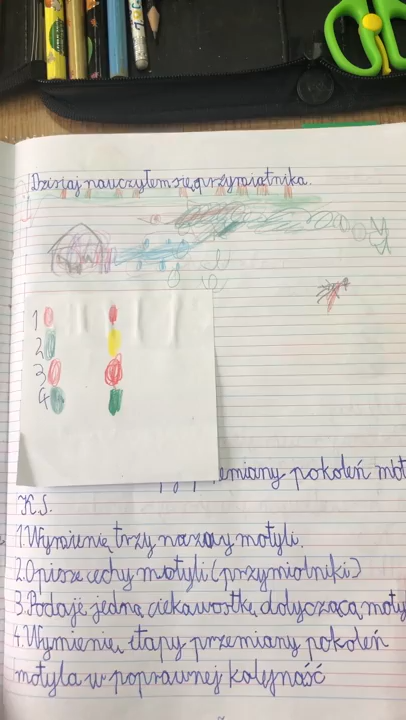 Dzisiaj nauczyłem się przymiotnika.
1
2
3
4
przemiany pokoleń mot
K.S.
1. Wymienię trzy nazwy motyli.
2. Opiszę cechy motyli (przymiotniki)
3. Podaję jedną ciekawostkę dotyczącą moty
4. Wymienię etapy przemiany pokoleń
motyla w poprawnej kolejność